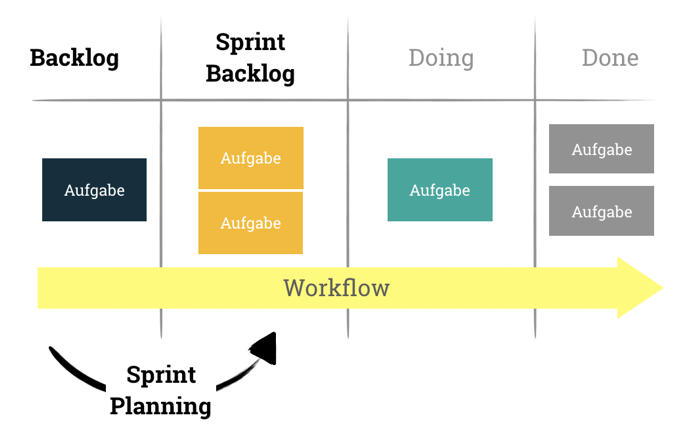 Backlog
Sprint
Backlog
Doing
Done
Aufgabe
Aufgabe
Aufgabe
Aufgabe
Aufgabe
Aufgabe
Workflow
Sprint
Planning